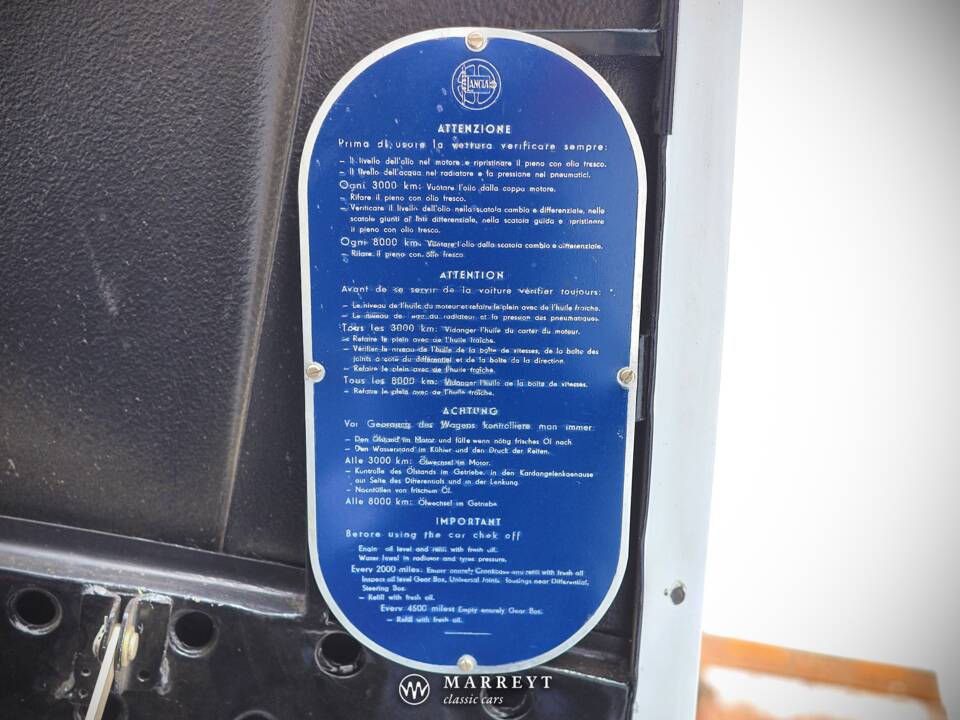 LANCIA
ATTENZIONE
Prima di usare la vettura verificare sempre:
– Il livello dell'olio nel motore e ripristinare il pieno con olio fresco.
– Il livello dell'acqua nel radiatore e la pressione nei pneumatici.
Ogni 3000 km: Vuotare l'olio dalla coppa motore.
– Rifare il pieno con olio fresco.
– Verificare il livello dell'olio nella scatola cambio e differenziale, nelle
scatole giunti ai lati differenziale, nella scatola guida e ripristinare
il pieno con olio fresco.
Ogni 8000 km. Vuotare l'olio dalla scatola cambio e differenziale.
– Rifare il pieno con olio fresco
ATTENTION
Avant de se servir de la voiture vérifier toujours:
– Le niveau de l'huile du moteur et refaire le plein avec de l'huile fraîche.
– Le niveau de l'eau du radiateur et la pression des pneumatiques.
Tous les 3000 km: Vidanger l'huile du carter du moteur.
– Refaire le plein avec de l'huile fraîche.
– Vérifier le niveau de l'huile de la boîte de vitesses, de la boîte des
joints a coté du différentiel et de la boîte de la direction.
– Refaire le plein avec de l'huile fraîche.
Tous les 8000 km: Vidanger l'huile de la boîte de vitesses.
– Refaire le plein avec de l'huile fraîche.
ACHTUNG
Vor Gebrauch des Wagens kontrolliere man immer
– Den Ölstand im Motor und fülle wenn nötig frisches Öl nach
– Den Wasserstand im Kühler und den Druck der Reifen.
Alle 3000 km: Ölwechsel im Motor.
– Kontrolle des Ölstands im Getriebe, in den
zur Seite des Differentials und in der Lenkung.
– Nachfüllen von frischem Öl.
Alle 8000 km: Ölwechsel im Getriebe
IMPORTANT
Before using the car chek off
Engin oil level and refill with fresh oil.
Water lewel in radiator and tyres pressure.
Every 2000 miles: Empty entirely Crankcase and refill with fresh oil
Inspect oil level Gear Box, Universal Joints, housings near Differential,
Steering Box.
– Refill with fresh oil.
Every 4500 miles: Empty entirely Gear Box.
– Refill with fresh oil.
MARREYT
classic cars